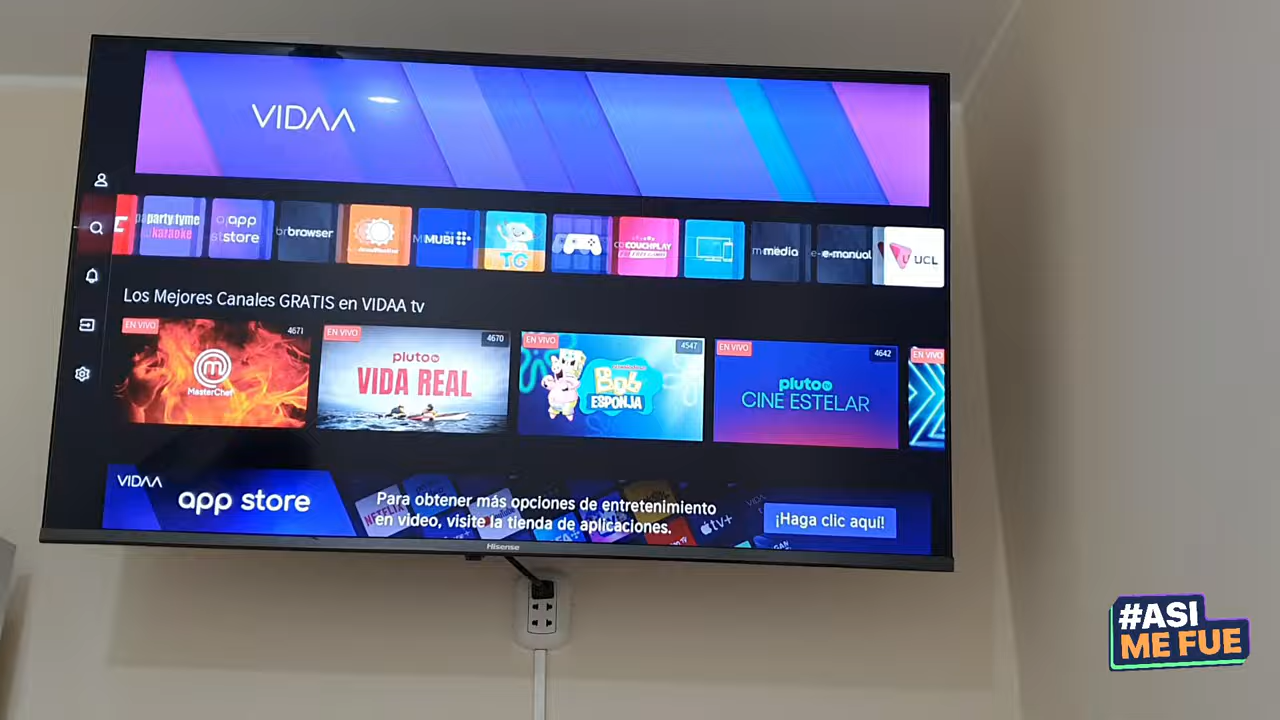 VIDAA
party tyme
karaoke
app
store
browser
MUBI
TG
COUCHPLAY
media
e-manual
UCL
Los Mejores Canales GRATIS en VIDAA tv
EN VIVO
4671
MasterChef
EN VIVO
4670
pluto tv
VIDA REAL
EN VIVO
4547
BOB
ESPONJA
EN VIVO
4642
pluto tv
CINE ESTELAR
EN VIVO
VIDAA
app store
NETFLIX
Para obtener más opciones de entretenimiento
en video, visite la tienda de aplicaciones.
tv+
¡Haga clic aquí!
Hisense
#ASI
ME FUE